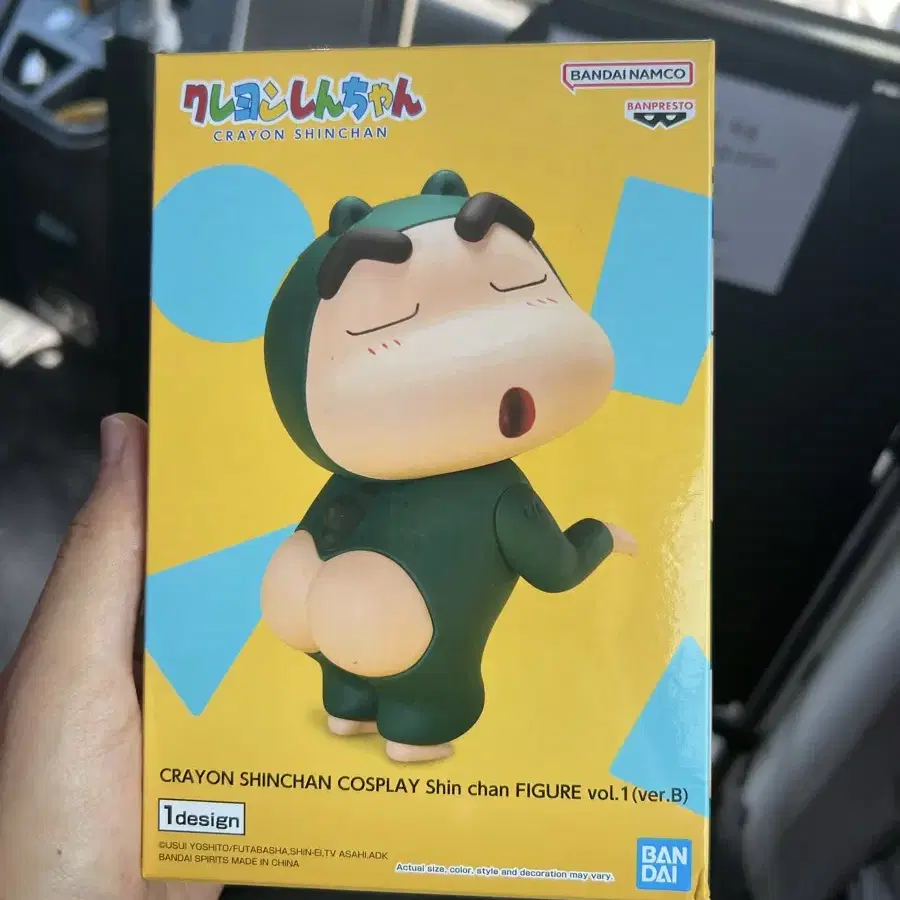 クレヨンしんちゃん
CRAYON SHINCHAN
BANDAI NAMCO
BANPRESTO
CRAYON SHINCHAN COSPLAY Shin chan FIGURE vol.1(ver.B)
1design
©USUI YOSHITO/FUTABASHA,SHIN-EI,TV ASAHI,ADK
BANDAI SPIRITS MADE IN CHINA
Actual size, color, style and decoration may vary.
BAN
DAI